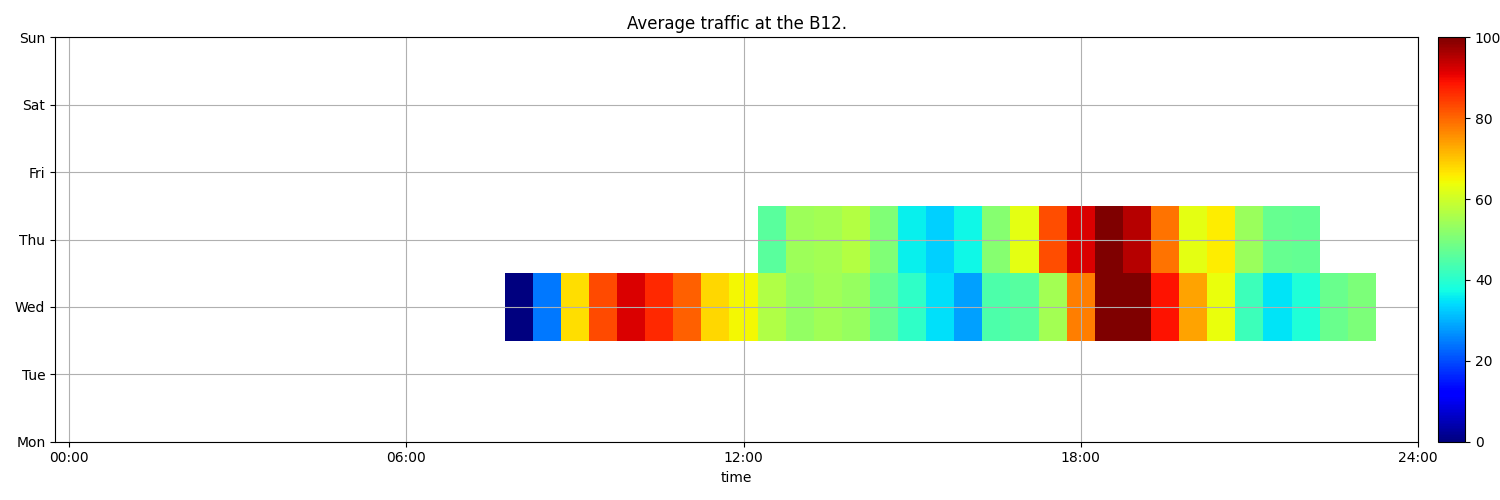 Average traffic at the B12.
Sun
Sat
Fri
Thu
Wed
Tue
Mon
00:00 06:00 12:00 18:00 24:00
time
100
80
60
40
20
0